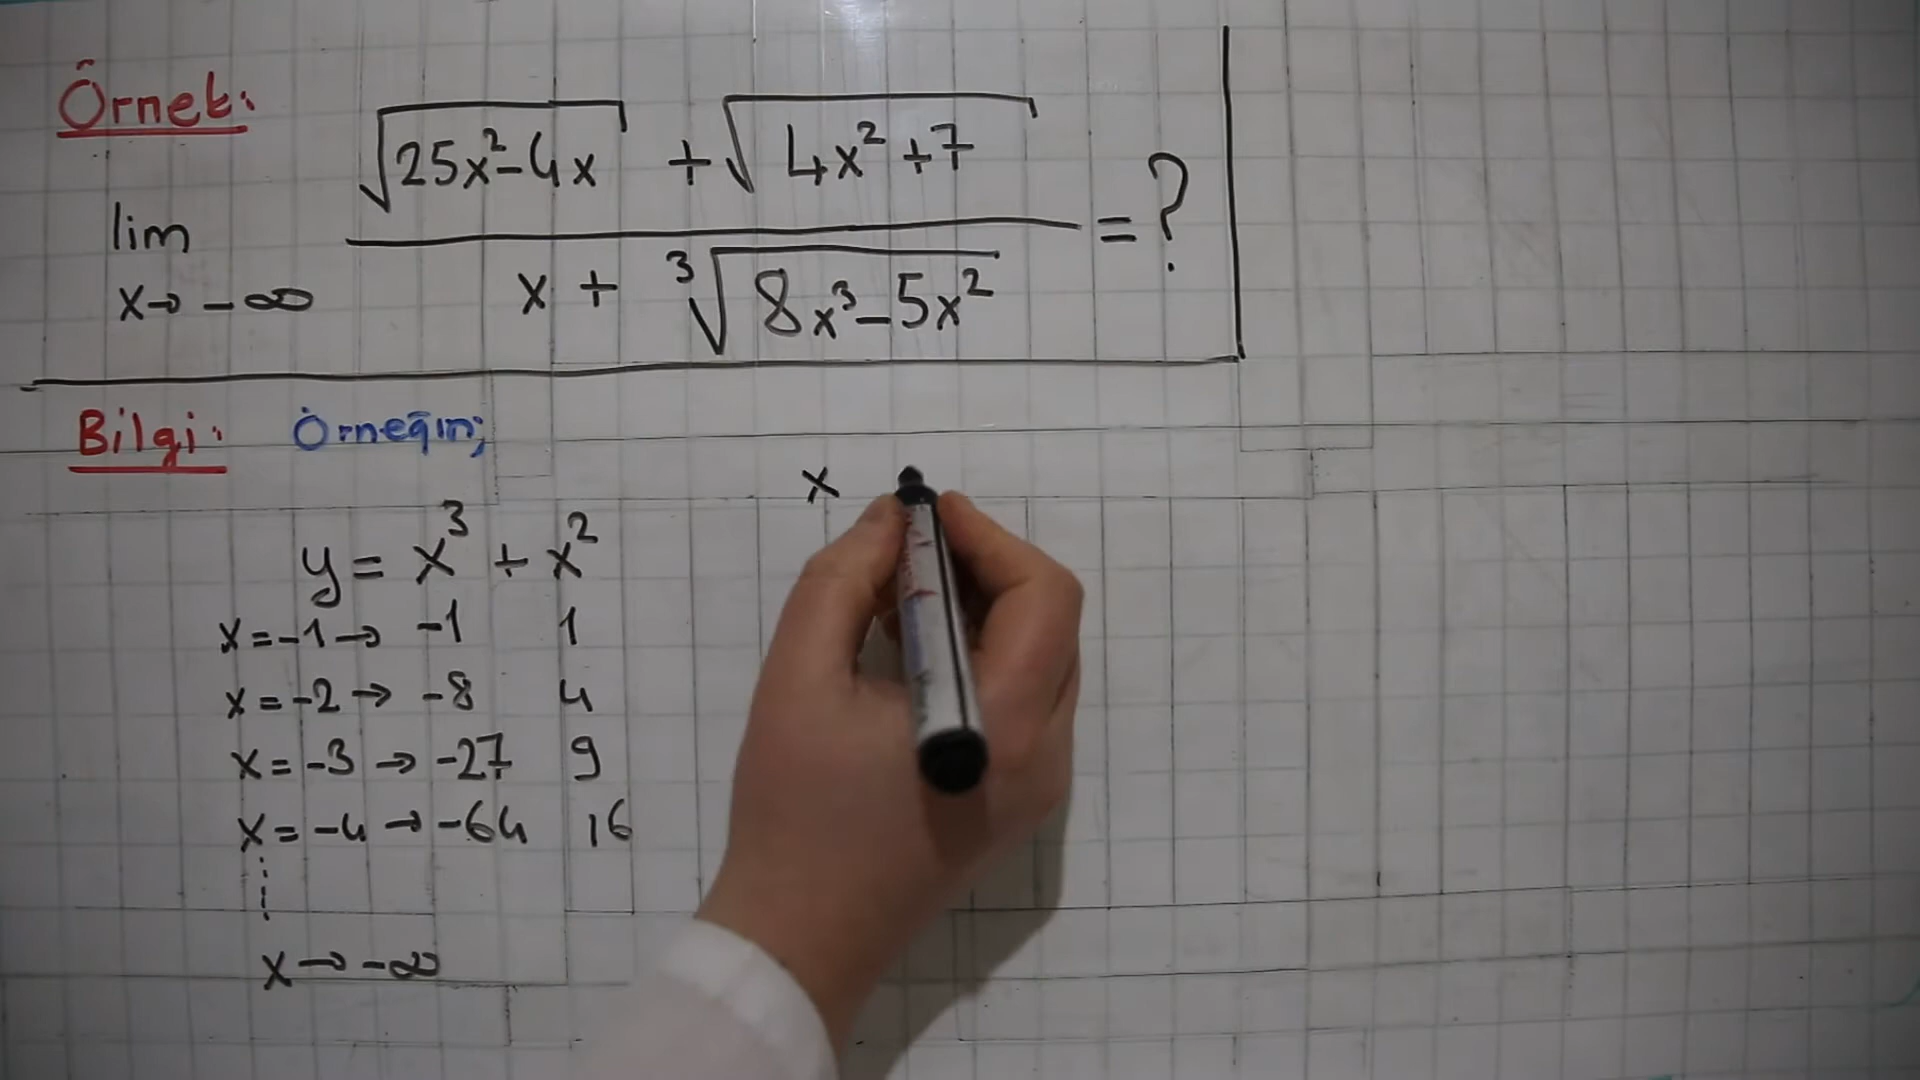 Örnek:
lim x→ -∞ (√(25x²-4x) + √(4x²+7)) / (x + ³√(8x³-5x²)) = ?
Bilgi: Örneğin;
y = x³ + x²
x = -1 → -1 1
x = -2 → -8 4
x = -3 → -27 9
x = -4 → -64 16
x → -∞
x